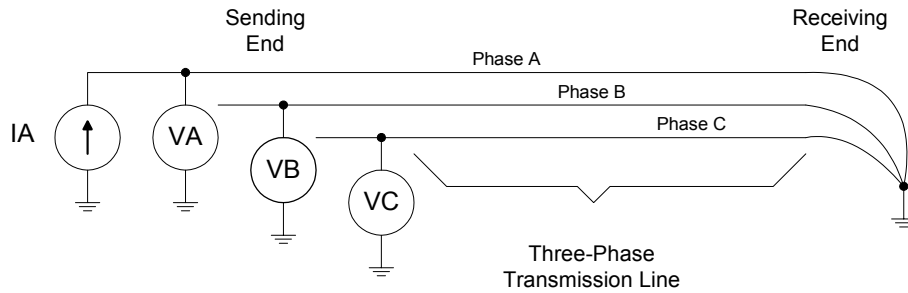 Sending
End
Receiving
End
Phase A
Phase B
Phase C
IA
VA
VB
VC
Three-Phase
Transmission Line